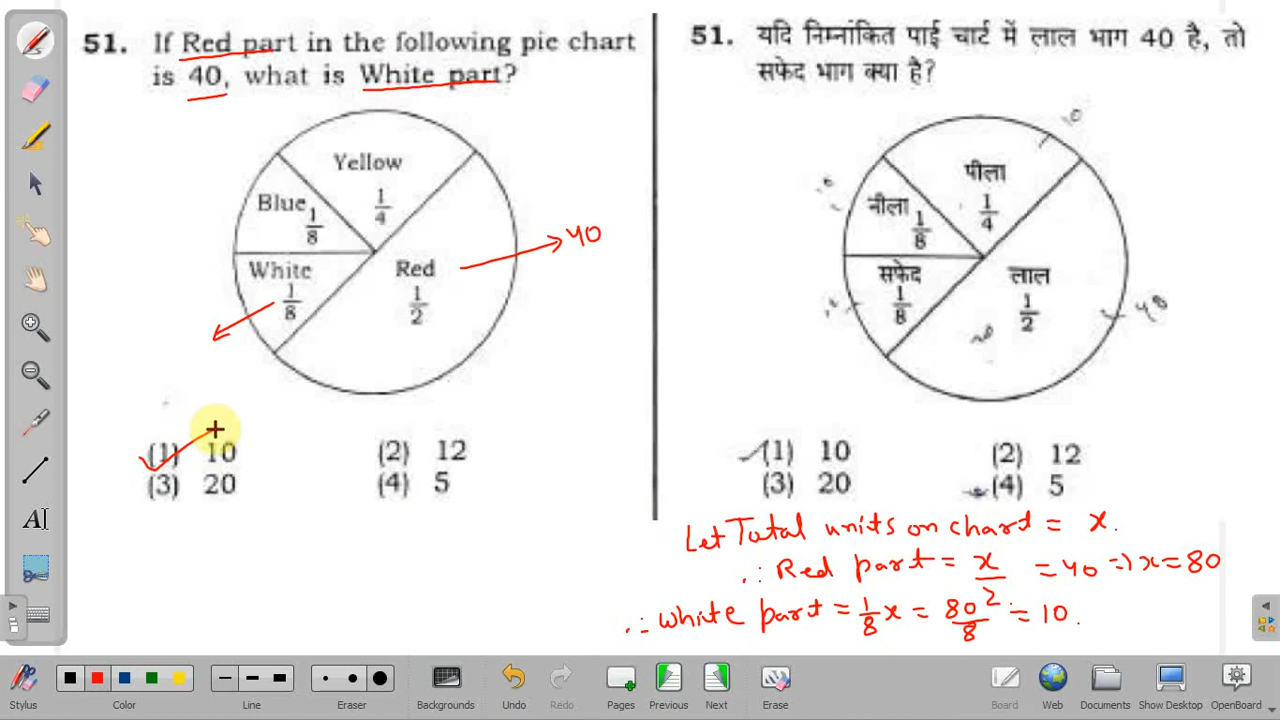 51. If Red part in the following pie chart
is 40, what is White part?
Yellow
1/4
Blue
1/8
White
1/8
Red
1/2
40
(1) 10
(2) 12
(3) 20
(4) 5
51. यदि निम्नांकित पाई चार्ट में लाल भाग 40 है, तो
सफेद भाग क्या है?
पीला
1/4
नीला
1/8
सफेद
1/8
लाल
1/2
(1) 10
(2) 12
(3) 20
(4) 5
Let Total units on chart = x.
∴ Red part = x/2 = 40 => x = 80
∴ white part = 1/8 x = 80/8 = 10.
Stylus
Color
Line
Eraser
Backgrounds
Undo
Redo
Pages
Previous
Next
Erase
Board
Web
Documents
Show Desktop
OpenBoard